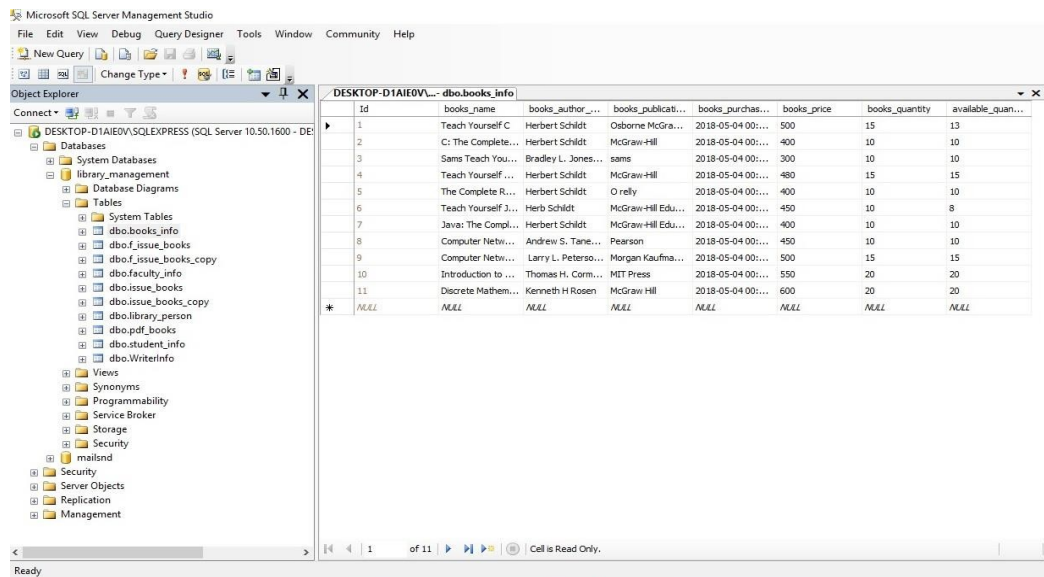 Microsoft SQL Server Management Studio
File Edit View Debug Query Designer Tools Window Community Help
New Query
Change Type
Object Explorer
Connect
DESKTOP-D1AIE0V\SQLEXPRESS (SQL Server 10.50.1600 - DE
Databases
System Databases
library_management
Database Diagrams
Tables
System Tables
dbo.books_info
dbo.f_issue_books
dbo.f_issue_books_copy
dbo.faculty_info
dbo.issue_books
dbo.issue_books_copy
dbo.library_person
dbo.pdf_books
dbo.student_info
dbo.WriterInfo
Views
Synonyms
Programmability
Service Broker
Storage
Security
mailsnd
Security
Server Objects
Replication
Management
DESKTOP-D1AIE0V\...- dbo.books_info
Id books_name books_author_... books_publicati... books_purchas... books_price books_quantity available_quan...
1 Teach Yourself C Herbert Schildt Osborne McGra... 2018-05-04 00:... 500 15 13
2 C: The Complete... Herbert Schildt McGraw-Hill 2018-05-04 00:... 400 10 10
3 Sams Teach You... Bradley L. Jones... sams 2018-05-04 00:... 300 10 10
4 Teach Yourself ... Herbert Schildt McGraw-Hill 2018-05-04 00:... 480 15 15
5 The Complete R... Herbert Schildt O relly 2018-05-04 00:... 400 10 10
6 Teach Yourself J... Herb Schildt McGraw-Hill Edu... 2018-05-04 00:... 450 10 8
7 Java: The Compl... Herbert Schildt McGraw-Hill Edu... 2018-05-04 00:... 400 10 10
8 Computer Netw... Andrew S. Tane... Pearson 2018-05-04 00:... 450 10 10
9 Computer Netw... Larry L. Peterso... Morgan Kaufma... 2018-05-04 00:... 500 15 15
10 Introduction to ... Thomas H. Corm... MIT Press 2018-05-04 00:... 550 20 20
11 Discrete Mathem... Kenneth H Rosen McGraw Hill 2018-05-04 00:... 600 20 20
NULL NULL NULL NULL NULL NULL NULL NULL
1 of 11 Cell is Read Only.
Ready